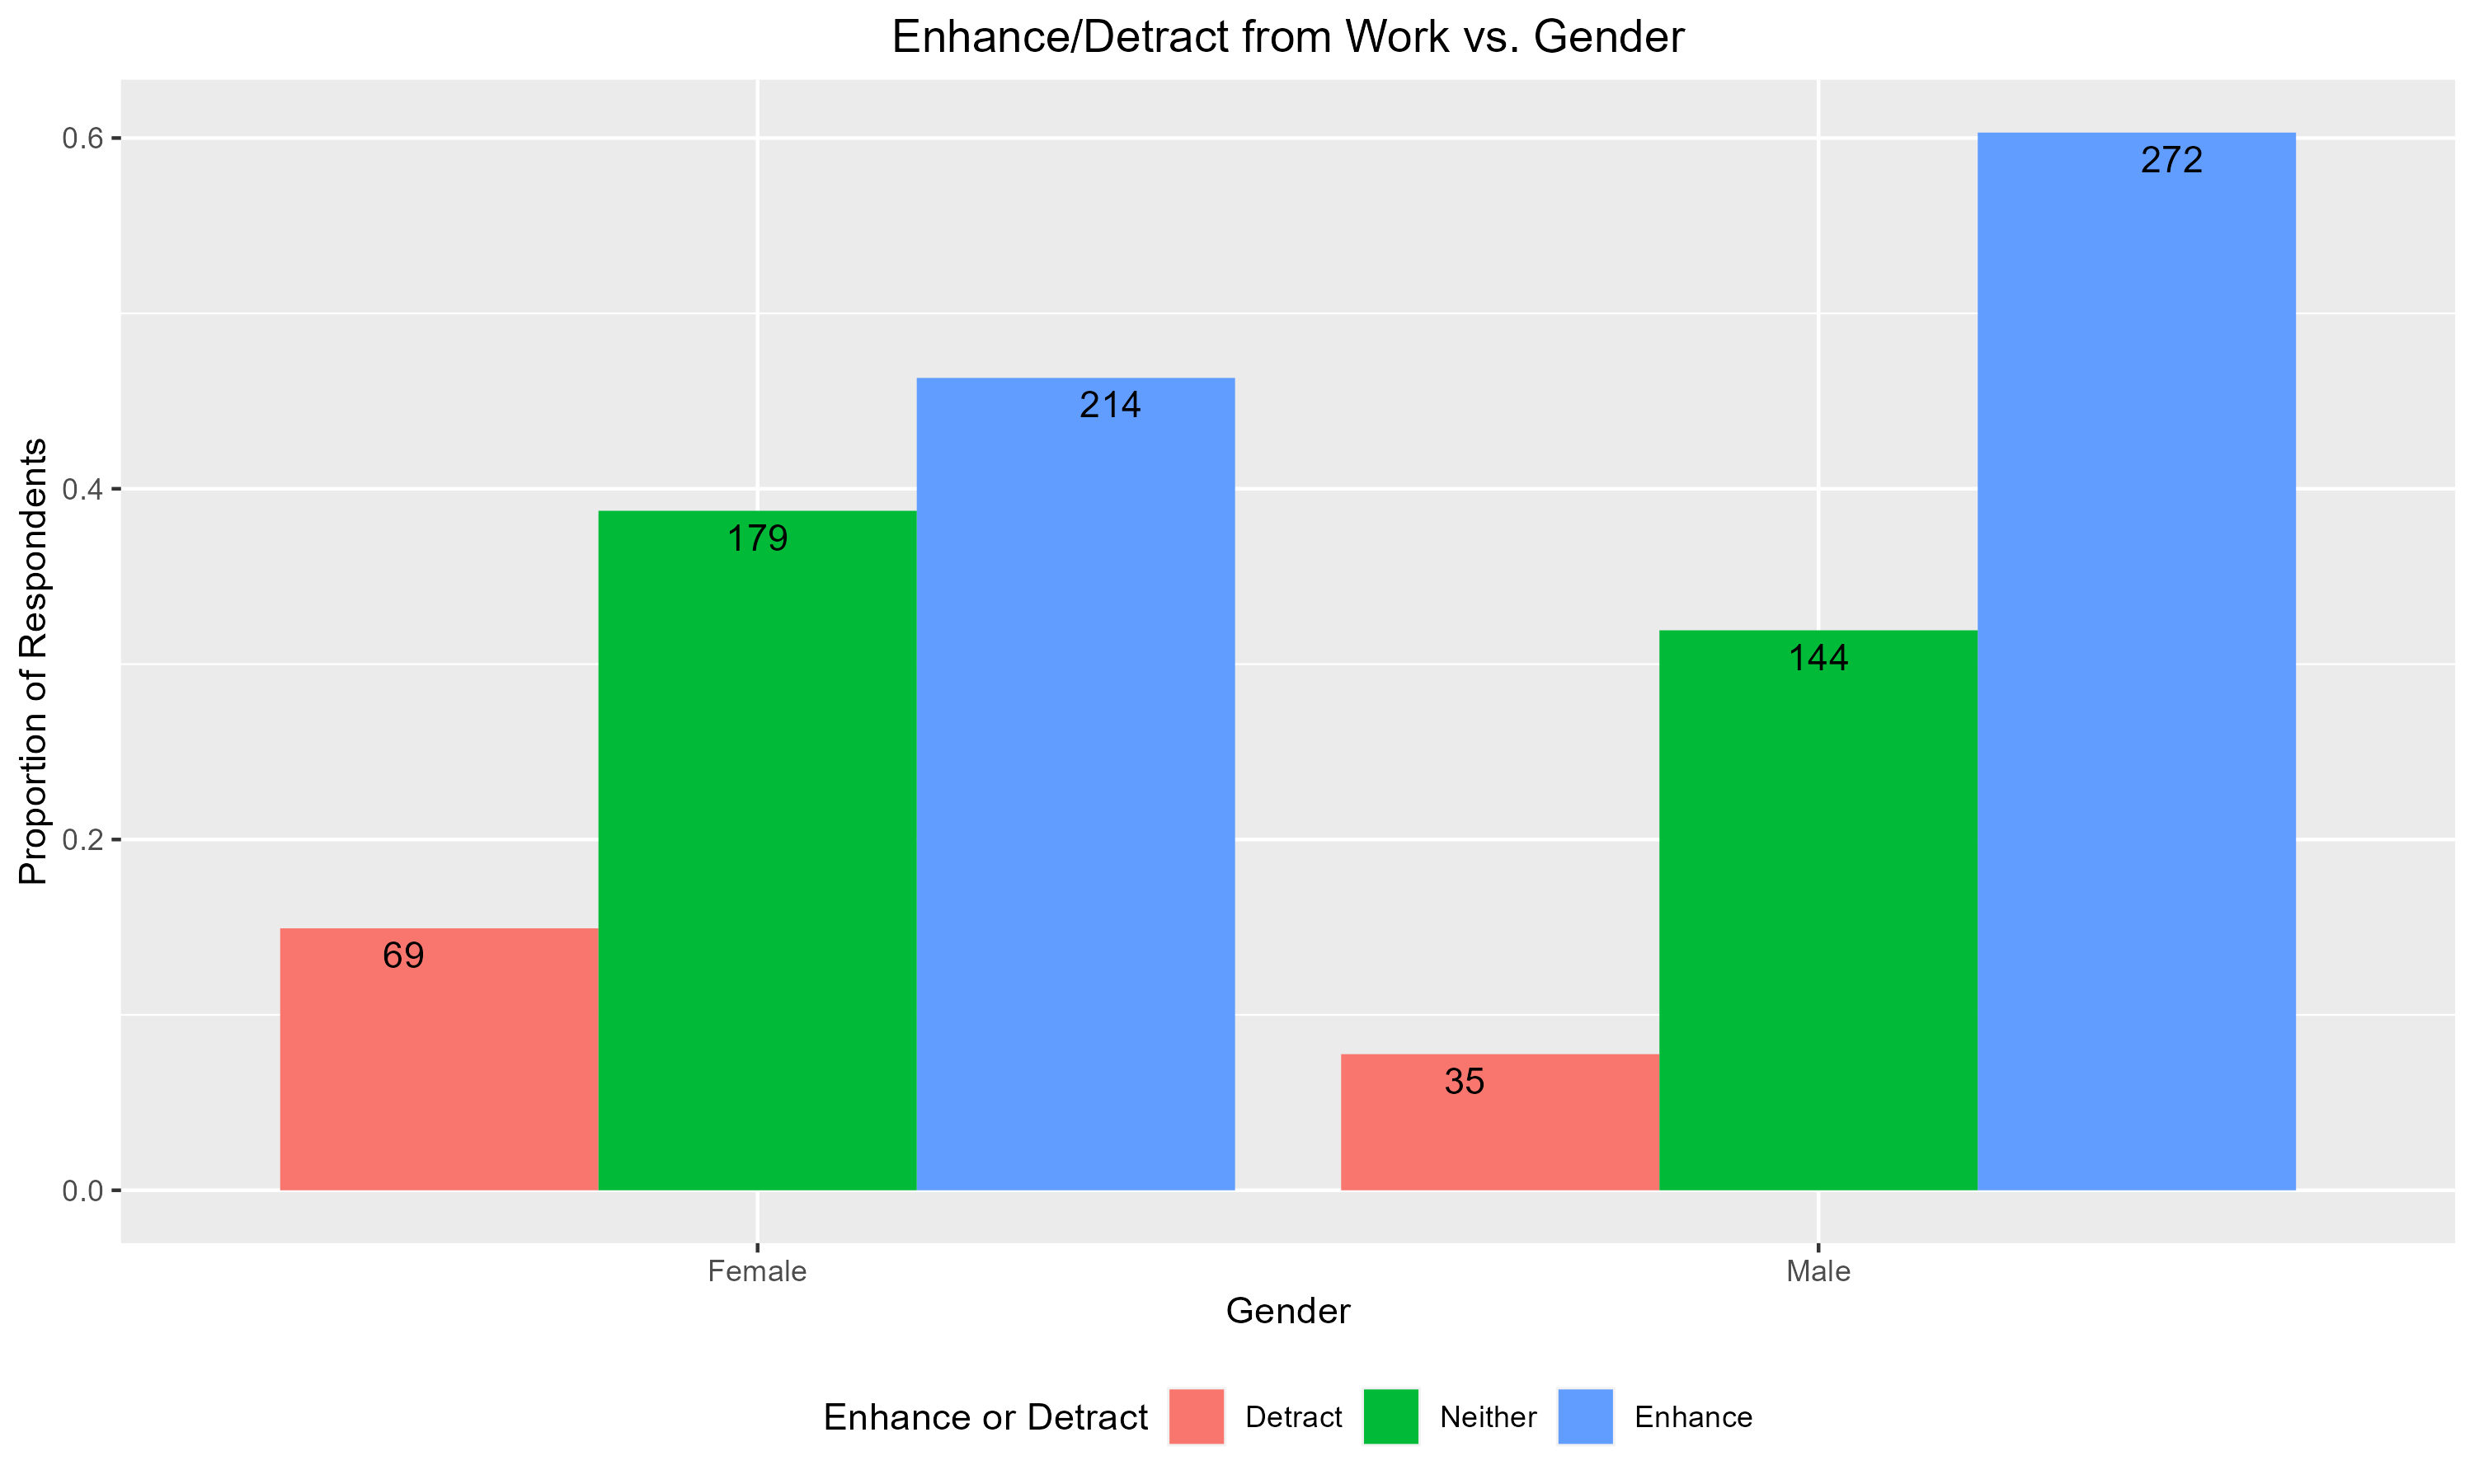 Enhance/Detract from Work vs. Gender
Proportion of Respondents
0.6
0.4
0.2
0.0
69
179
214
35
144
272
Female
Male
Gender
Enhance or Detract
Detract
Neither
Enhance